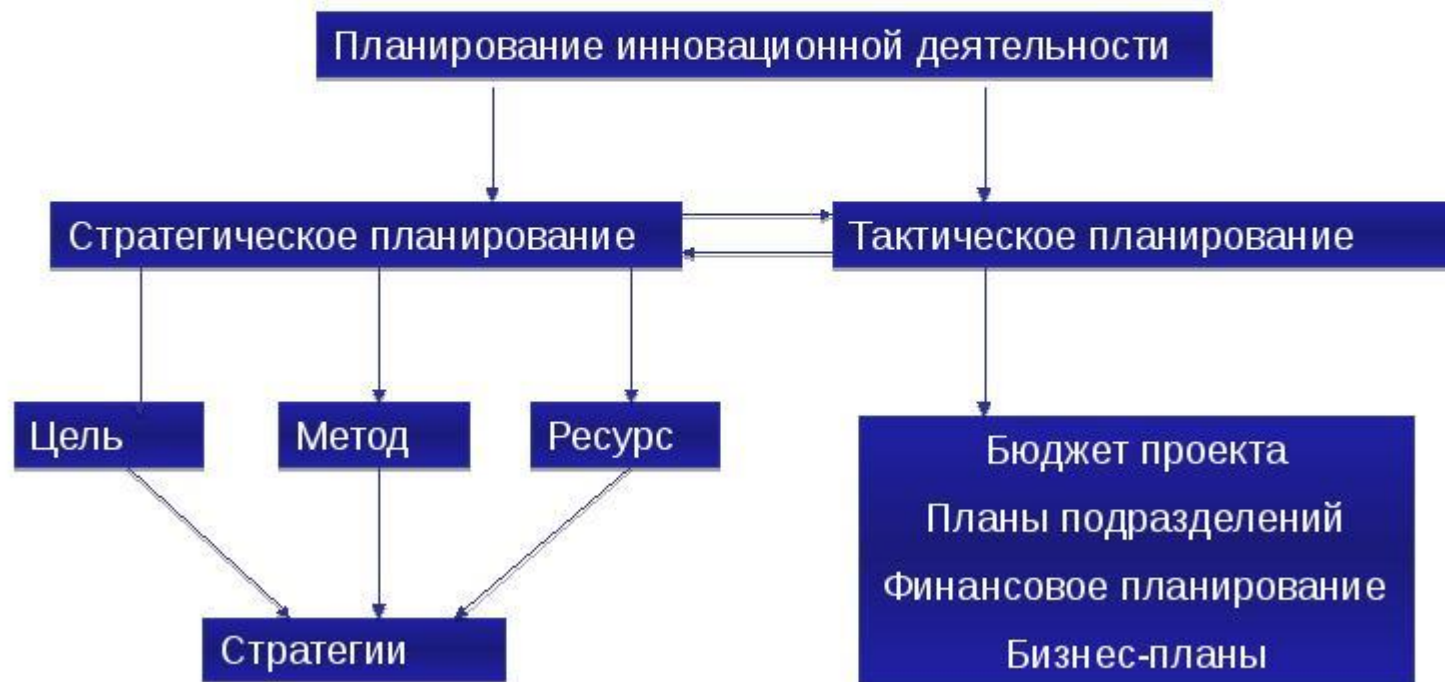 Планирование инновационной деятельности
Стратегическое планирование
Тактическое планирование
Цель
Метод
Ресурс
Стратегии
Бюджет проекта
Планы подразделений
Финансовое планирование
Бизнес-планы